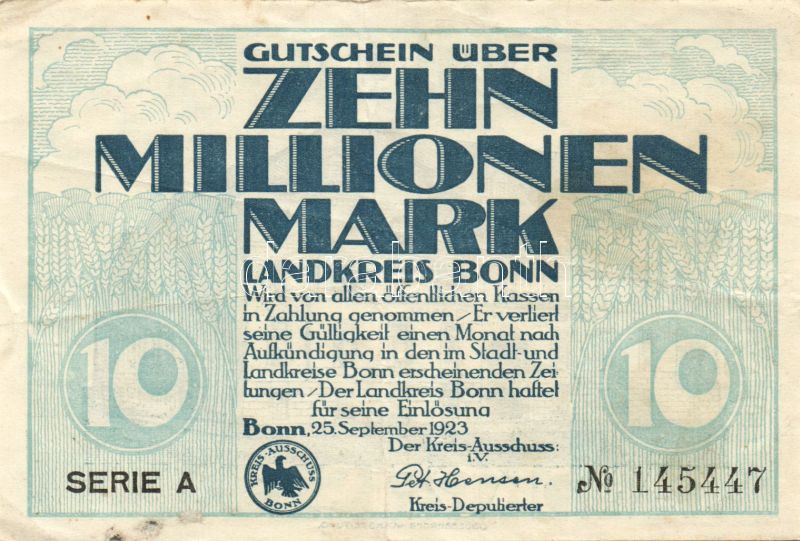 GUTSCHEIN ÜBER
ZEHN
MILLIONEN
MARK
LANDKREIS BONN
Wird von allen öffentlichen Kassen
in Zahlung genommen / Er verliert
seine Gültigkeit einen Monat nach
Aufkündigung in den im Stadt- und
Landkreise Bonn erscheinenden Zei-
tungen / Der Landkreis Bonn haftet
für seine Einlösung
Bonn, 25. September 1923
Der Kreis-Ausschuss:
i.V.
Pet. Hensen.
Kreis-Deputierter
10
10
SERIE A
KREIS-AUSSCHUSS
BONN
№ 145447